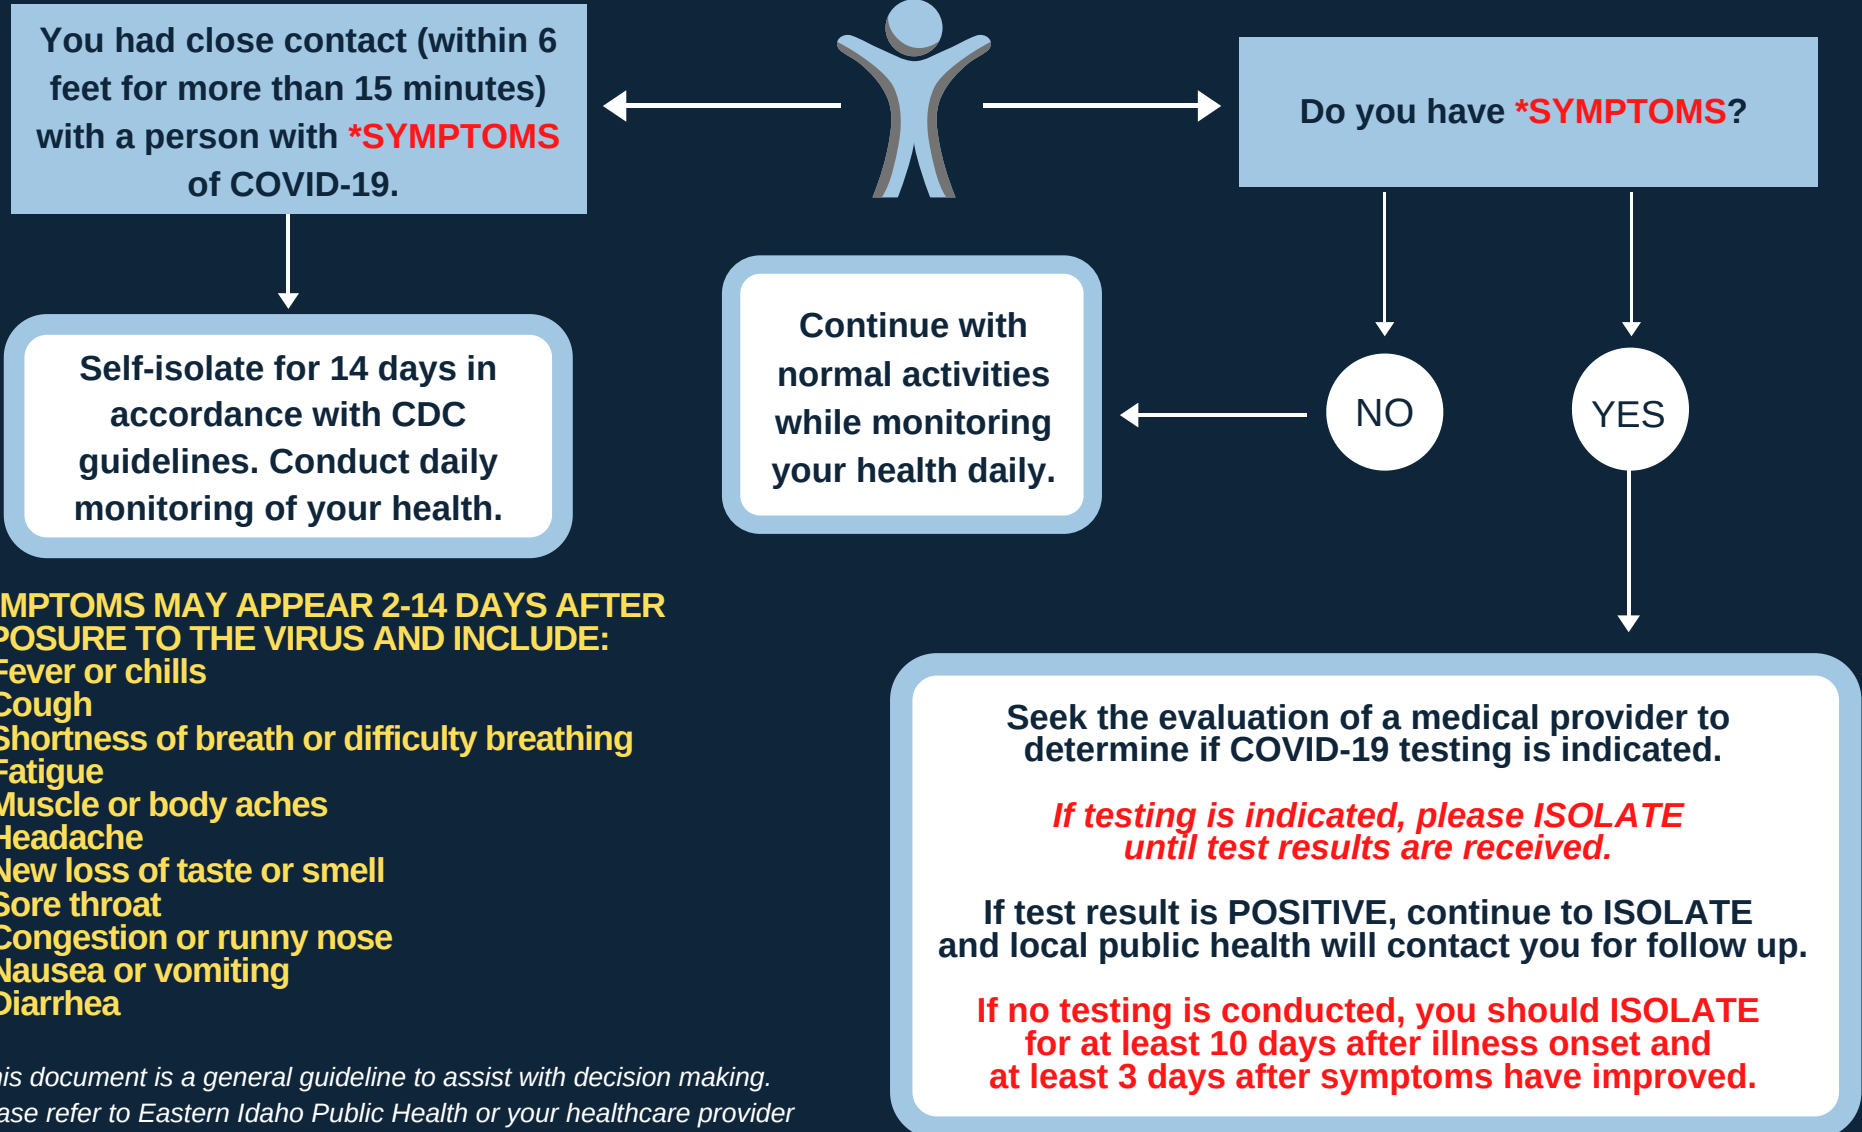 You had close contact (within 6
feet for more than 15 minutes)
with a person with *SYMPTOMS
of COVID-19.
Do you have *SYMPTOMS?
Self-isolate for 14 days in
accordance with CDC
guidelines. Conduct daily
monitoring of your health.
Continue with
normal activities
while monitoring
your health daily.
NO
YES
MPTOMS MAY APPEAR 2-14 DAYS AFTER
POSURE TO THE VIRUS AND INCLUDE:
Fever or chills
Cough
Shortness of breath or difficulty breathing
Fatigue
Muscle or body aches
Headache
New loss of taste or smell
Sore throat
Congestion or runny nose
Nausea or vomiting
Diarrhea
his document is a general guideline to assist with decision making.
ase refer to Eastern Idaho Public Health or your healthcare provider
Seek the evaluation of a medical provider to
determine if COVID-19 testing is indicated.
If testing is indicated, please ISOLATE
until test results are received.
If test result is POSITIVE, continue to ISOLATE
and local public health will contact you for follow up.
If no testing is conducted, you should ISOLATE
for at least 10 days after illness onset and
at least 3 days after symptoms have improved.